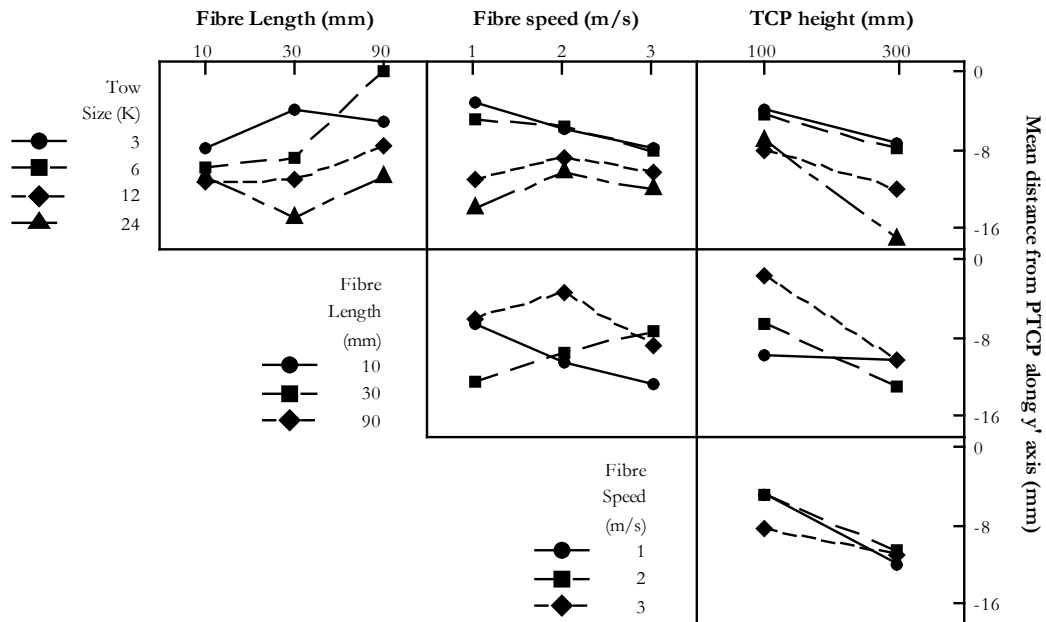 Fibre Length (mm) Fibre speed (m/s) TCP height (mm)
10 30 90 1 2 3 100 300
Tow
Size (K)
3
6
12
24
0
-8
-16
Fibre
Length
(mm)
10
30
90
0
-8
-16
Fibre
Speed
(m/s)
1
2
3
0
-8
-16
Mean distance from PTCP along y' axis (mm)